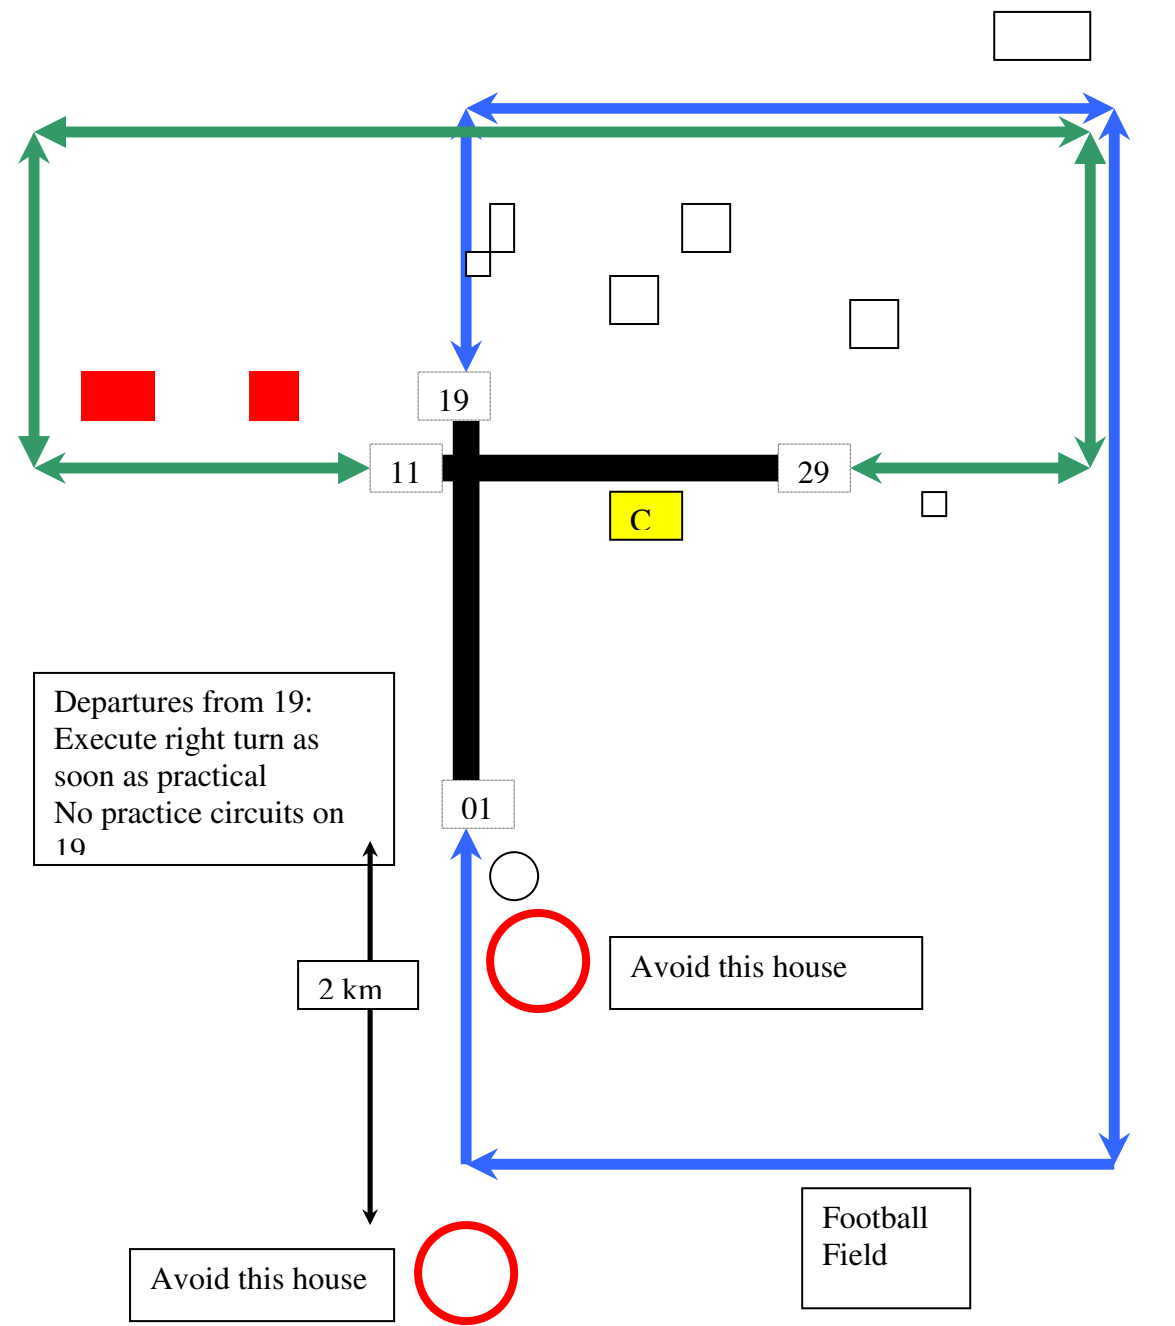 19
11
29
C
Departures from 19:
Execute right turn as
soon as practical
No practice circuits on
19
01
Avoid this house
2 km
Football
Field
Avoid this house